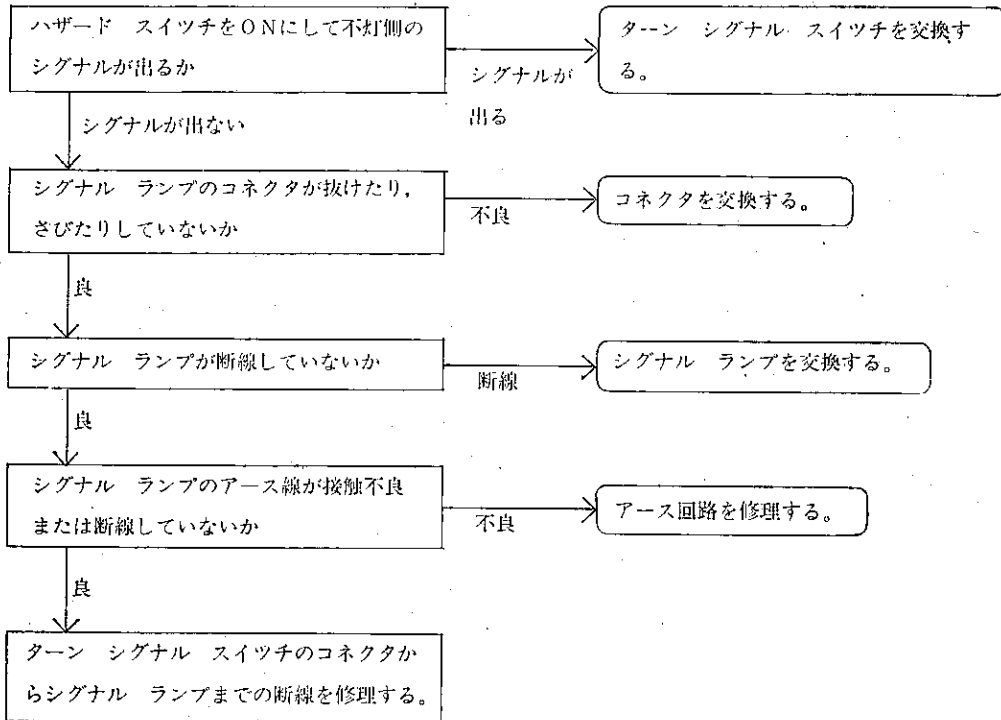 ハザード スイツチをＯＮにして不灯側の
シグナルが出るか
シグナルが
出る
ターン シグナル スイツチを交換す
る。
シグナルが出ない
シグナル ランプのコネクタが抜けたり,
さびたりしていないか
不良
コネクタを交換する。
良
シグナル ランプが断線していないか
断線
シグナル ランプを交換する。
良
シグナル ランプのアース線が接触不良
または断線していないか
不良
アース回路を修理する。
良
ターン シグナル スイツチのコネクタか
らシグナル ランプまでの断線を修理する。